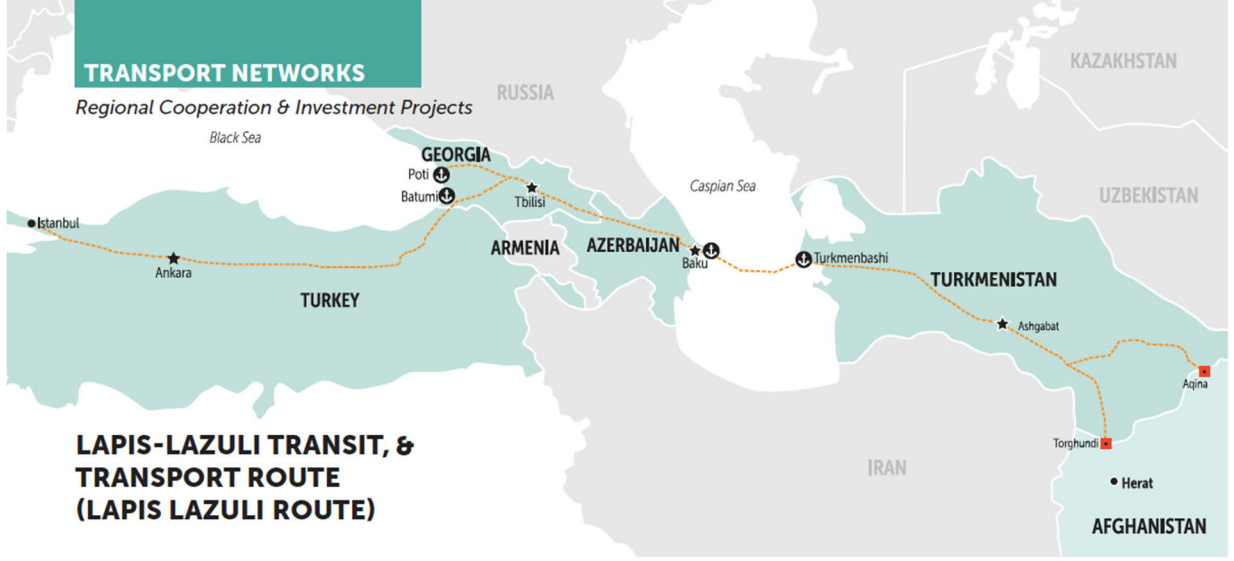 TRANSPORT NETWORKS
Regional Cooperation & Investment Projects
Black Sea
RUSSIA
KAZAKHSTAN
GEORGIA
Poti
Batumi
Tbilisi
Caspian Sea
UZBEKISTAN
Istanbul
Ankara
ARMENIA
AZERBAIJAN
Baku
Turkmenbashi
TURKEY
TURKMENISTAN
Ashgabat
Aqina
Torghundi
LAPIS-LAZULI TRANSIT, &
TRANSPORT ROUTE
(LAPIS LAZULI ROUTE)
IRAN
Herat
AFGHANISTAN